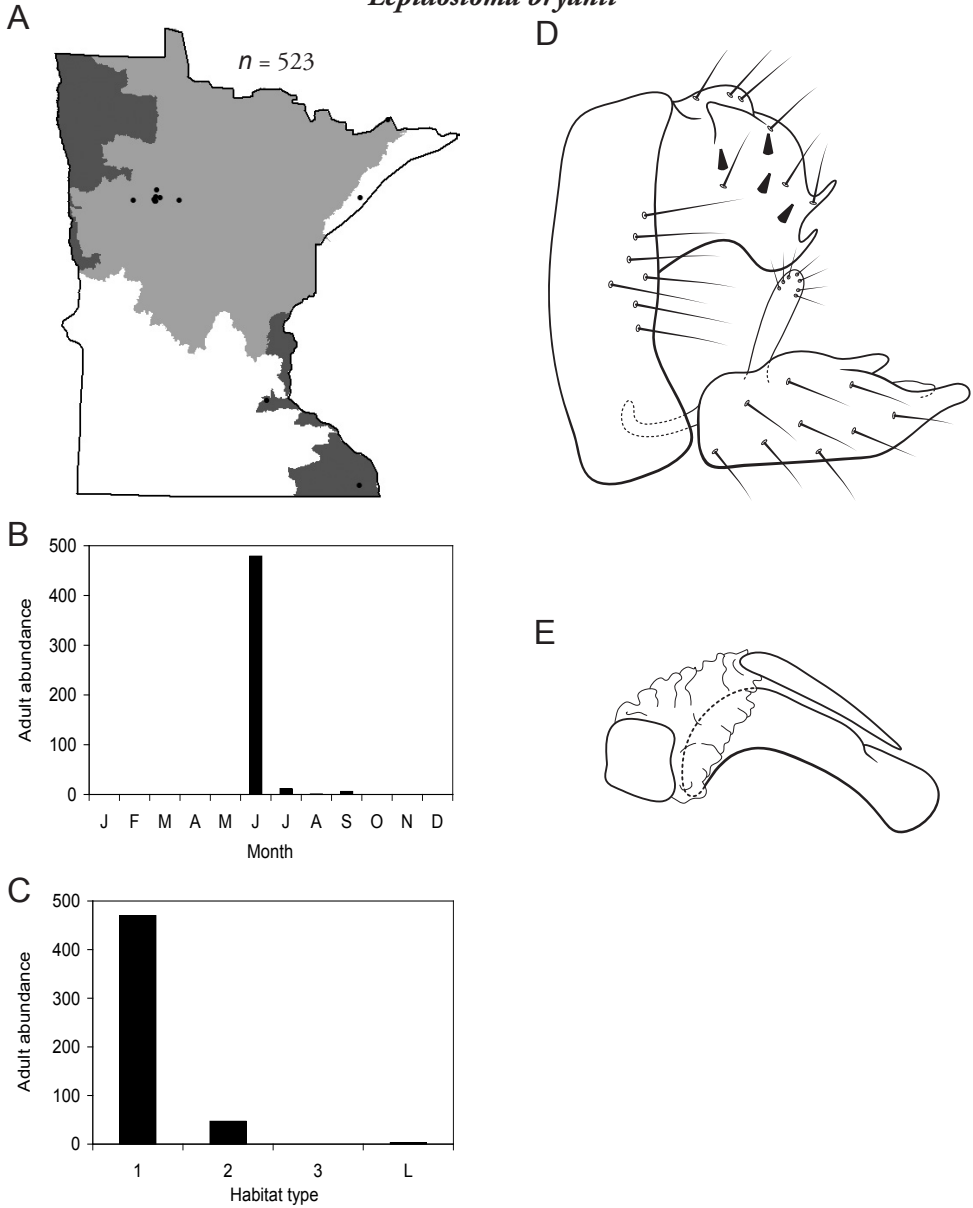 Lepidostoma bryanti
A
n = 523
D
B
500
400
300
200
100
0
Adult abundance
J F M A M J J A S O N D
Month
E
C
500
400
300
200
100
0
Adult abundance
1 2 3 L
Habitat type